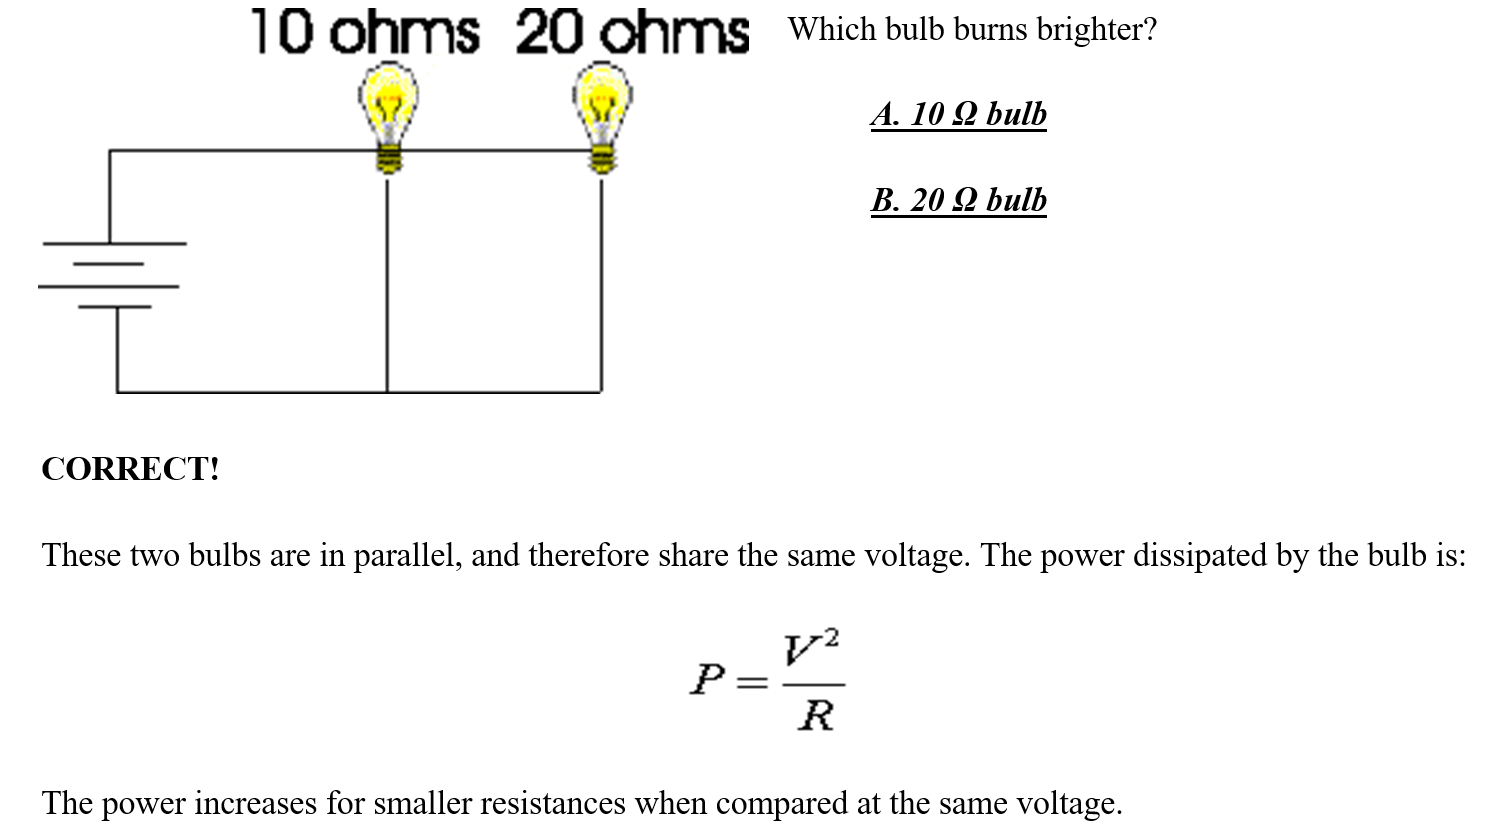 10 ohms 20 ohms
Which bulb burns brighter?
A. 10 Ω bulb
B. 20 Ω bulb
CORRECT!
These two bulbs are in parallel, and therefore share the same voltage. The power dissipated by the bulb is:
P = V² / R
The power increases for smaller resistances when compared at the same voltage.